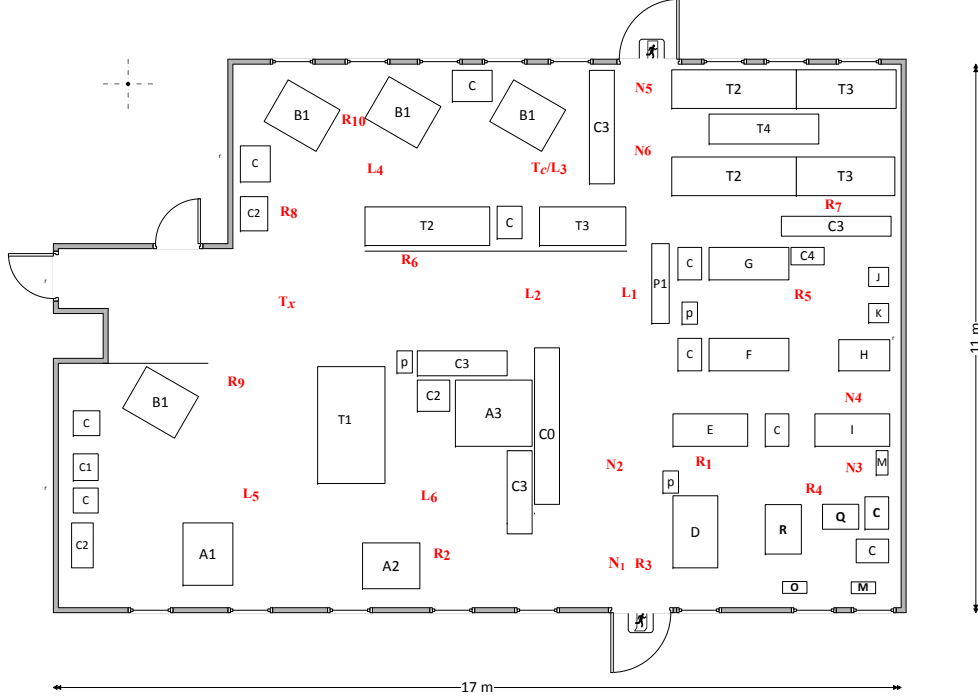 N5
T2
T3
C
B1
B1
B1
R10
C3
T4
N6
C
L4
Tc/L3
T2
T3
R7
C2
R8
T2
C
T3
C3
R6
C
G
C4
J
P1
R5
Tx
L2
L1
p
K
C
F
H
p
C3
R9
C2
A3
B1
T1
N4
C
C0
E
C
I
C1
N2
R1
N3
M
C
L5
L6
C3
p
R4
C2
A1
D
R
Q
C
C
R2
A2
N1
R3
O
M
11 m
17 m
r
r
r
r